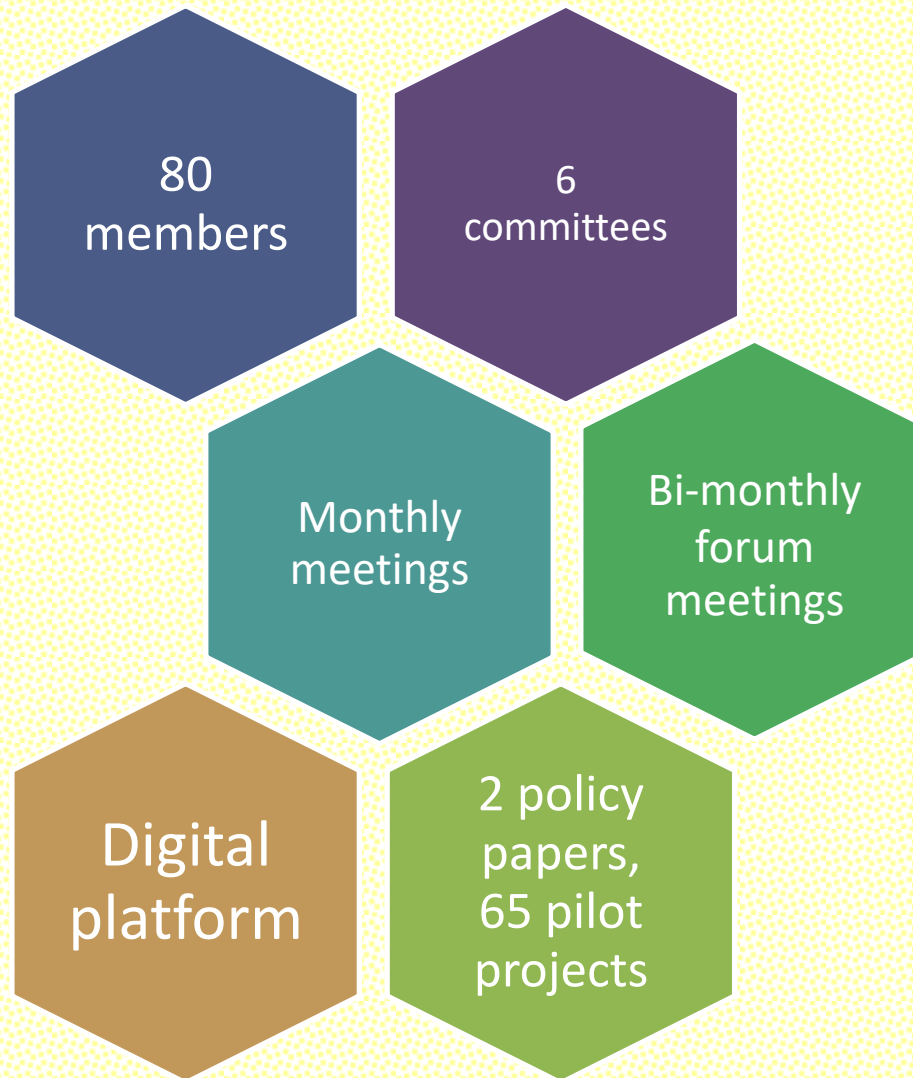 80
members
6
committees
Monthly
meetings
Bi-monthly
forum
meetings
Digital
platform
2 policy
papers,
65 pilot
projects